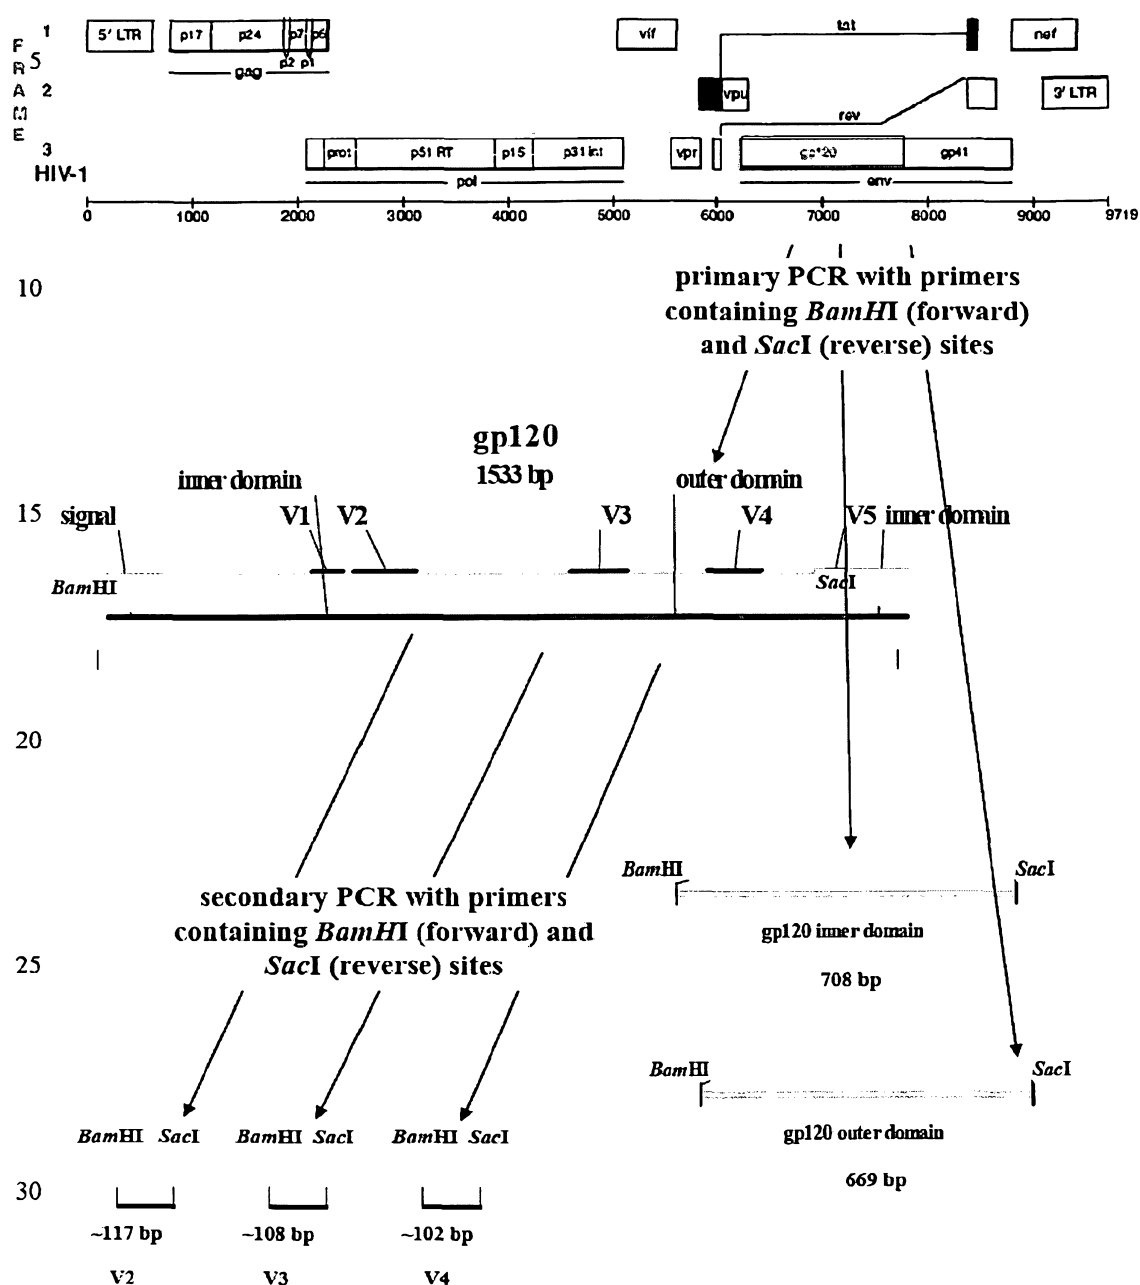 FRAME
1
5' LTR
p17
p24
p7
p6
vif
tat
nef
5
gag
p2
p1
2
vpu
3' LTR
rev
3
prot
p51 RT
p15
p31 int
vpr
gp120
gp41
HIV-1
pol
env
0 1000 2000 3000 4000 5000 6000 7000 8000 9000 9719
10
primary PCR with primers
containing BamHI (forward)
and SacI (reverse) sites
gp120
1533 bp
inner domain
outer domain
15
signal
V1
V2
V3
V4
V5
inner domain
BamHI
SacI
20
BamHI
SacI
secondary PCR with primers
containing BamHI (forward) and
SacI (reverse) sites
gp120 inner domain
708 bp
25
BamHI
SacI
BamHI SacI
BamHI SacI
BamHI SacI
gp120 outer domain
669 bp
30
~117 bp
~108 bp
~102 bp
V2
V3
V4